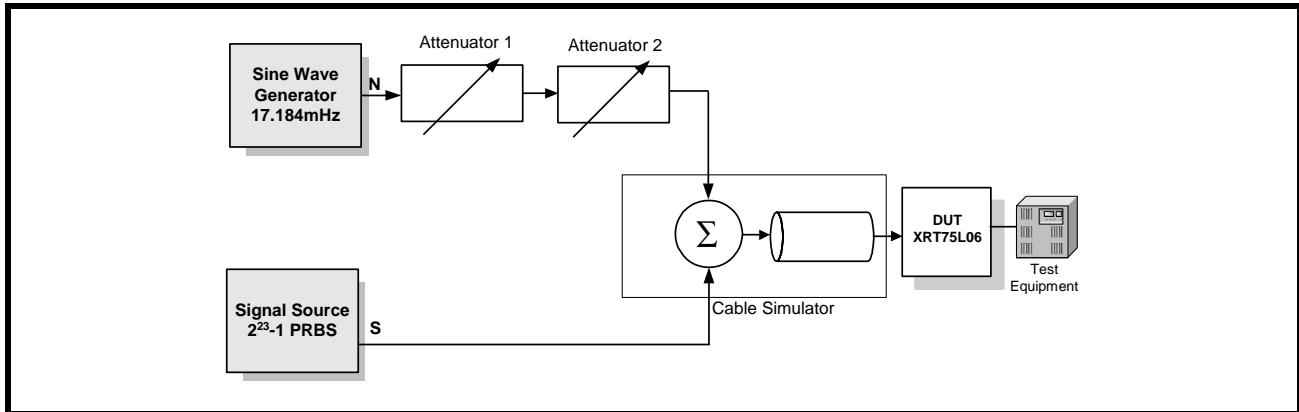 Attenuator 1
Attenuator 2
Sine Wave
Generator
17.184mHz
N
Σ
DUT
XRT75L06
Test
Equipment
Cable Simulator
Signal Source
2²³-1 PRBS
S